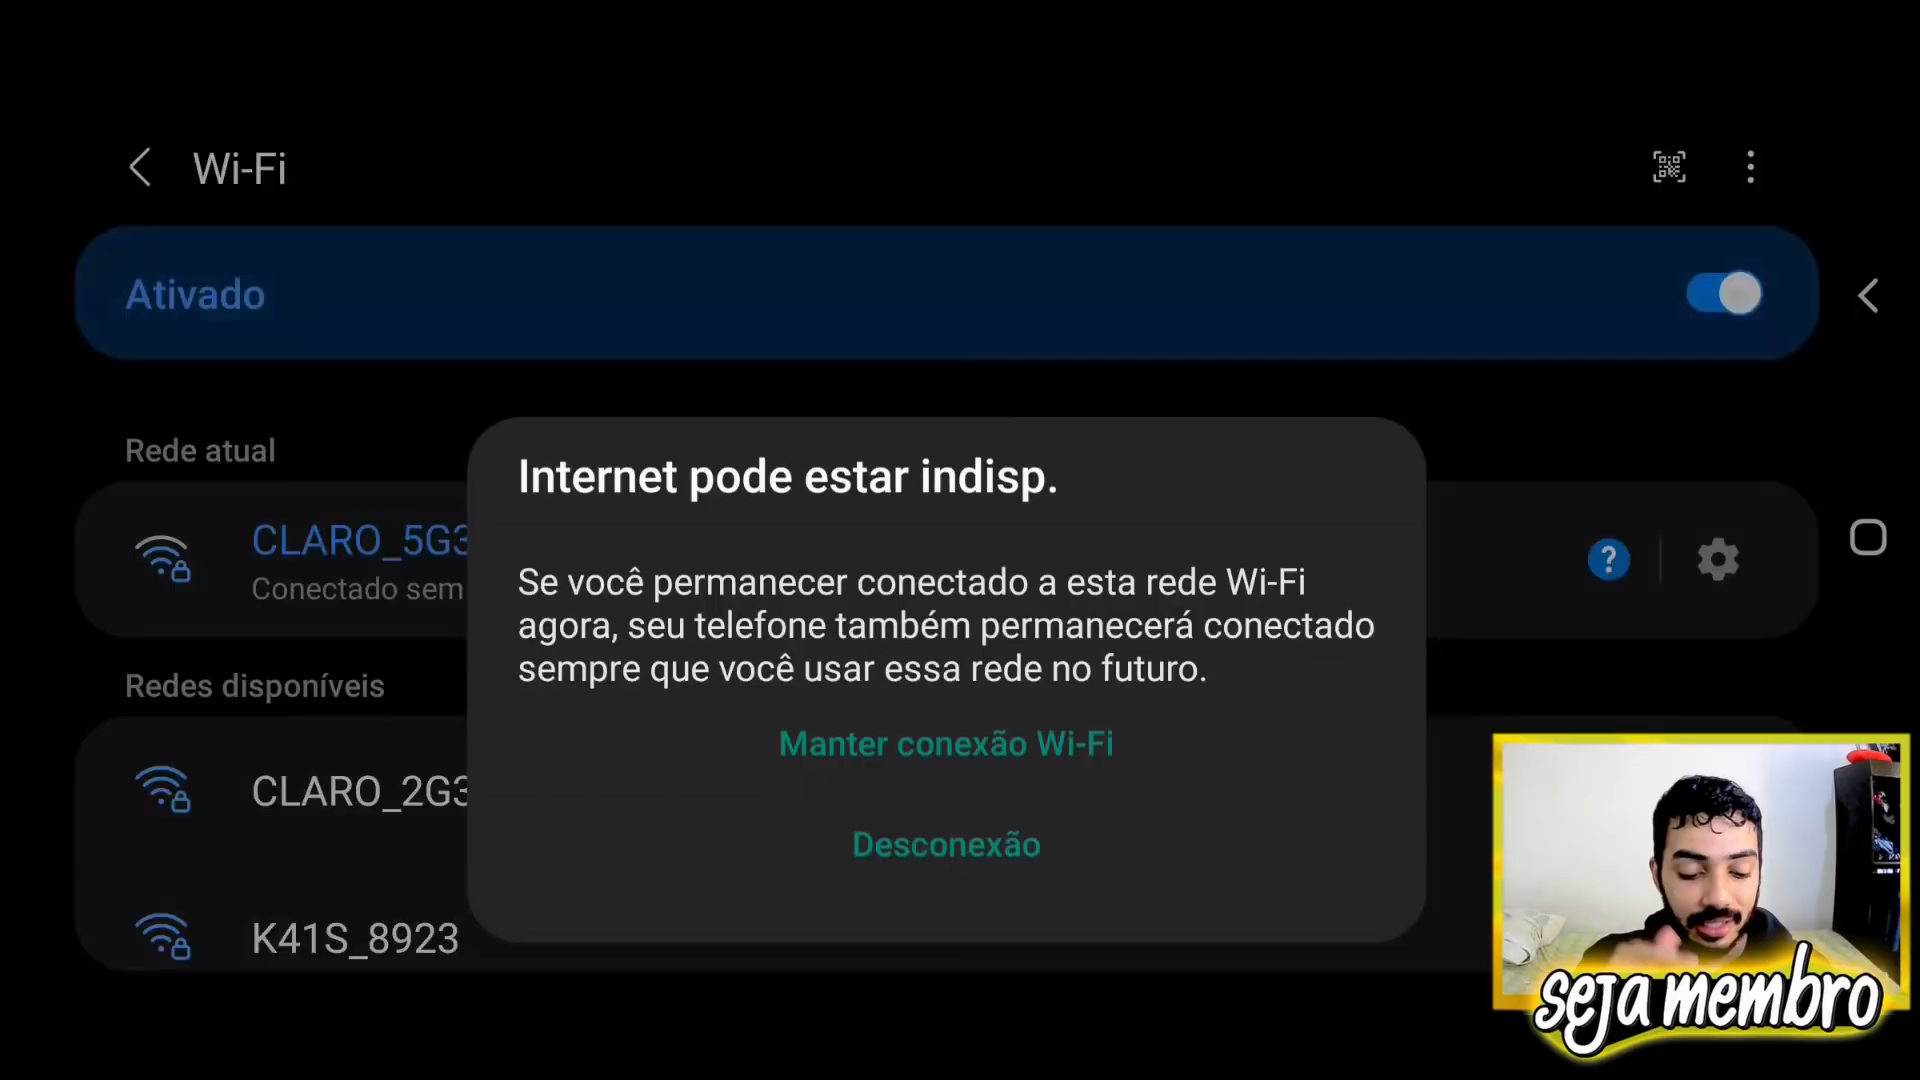 Wi-Fi
Ativado
Rede atual
CLARO_5G3
Conectado sem
Internet pode estar indisp.
Se você permanecer conectado a esta rede Wi-Fi
agora, seu telefone também permanecerá conectado
sempre que você usar essa rede no futuro.
Manter conexão Wi-Fi
Desconexão
?
Redes disponíveis
CLARO_2G3
K41S_8923
seja membro